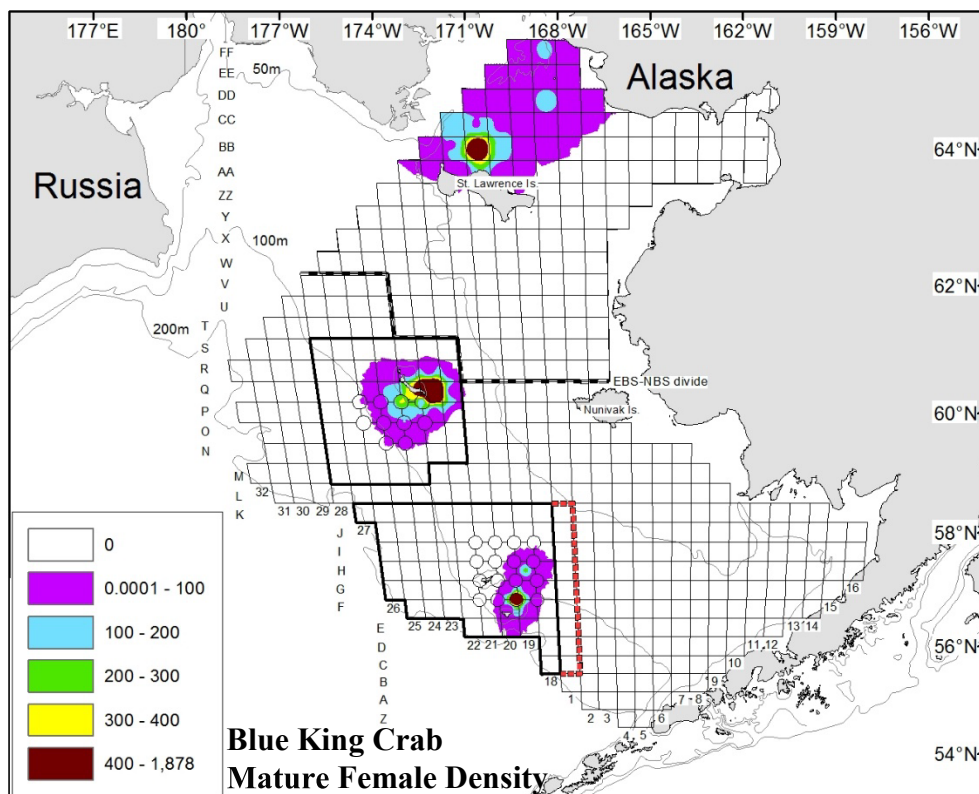 177°E 180° 177°W 174°W 171°W 168°W 165°W 162°W 159°W 156°W
FF
50m
EE
DD
CC
BB
AA
ZZ
Y
X
W
V
U
T
S
R
Q
P
O
N
M
L
K
Alaska
Russia
St. Lawrence Is.
100m
200m
EBS-NBS divide
Nunivak Is.
64°N
62°N
60°N
58°N
56°N
54°N
32
31 30 29 28
J
27
I
H
G
F
26
25 24 23
E
22 21 20 19
D
C
18
B
A
Z
1
2 3
4 5
6
7 8
9
10
11 12
13 14
15
16
0
0.0001 - 100
100 - 200
200 - 300
300 - 400
400 - 1,878
Blue King Crab
Mature Female Density